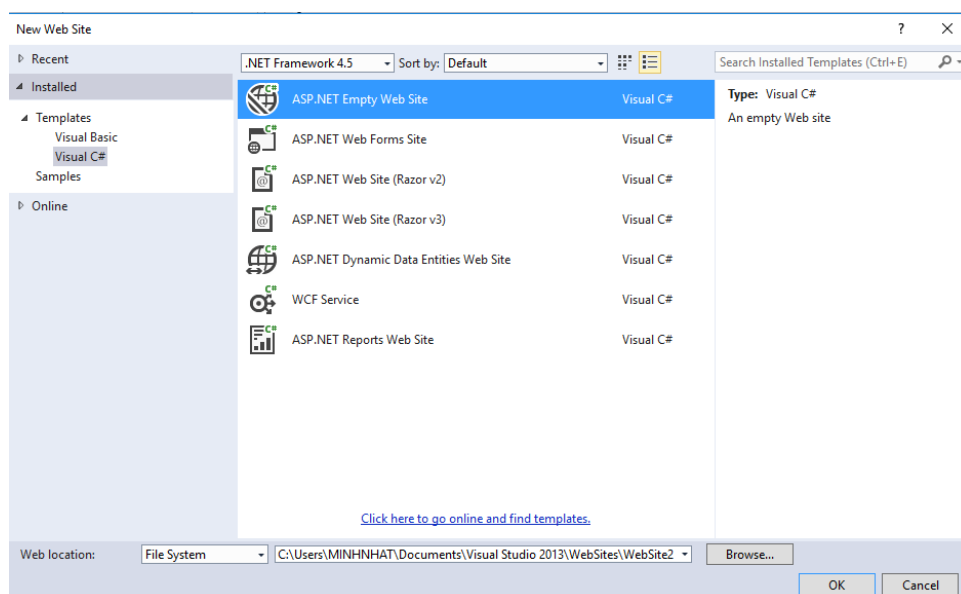 New Web Site
?
Recent
.NET Framework 4.5
Sort by: Default
Search Installed Templates (Ctrl+E)
Installed
Templates
Visual Basic
Visual C#
Samples
Online
ASP.NET Empty Web Site Visual C#
ASP.NET Web Forms Site Visual C#
ASP.NET Web Site (Razor v2) Visual C#
ASP.NET Web Site (Razor v3) Visual C#
ASP.NET Dynamic Data Entities Web Site Visual C#
WCF Service Visual C#
ASP.NET Reports Web Site Visual C#
Type: Visual C#
An empty Web site
Click here to go online and find templates.
Web location: File System C:\Users\MINHNHAT\Documents\Visual Studio 2013\WebSites\WebSite2 Browse...
OK Cancel